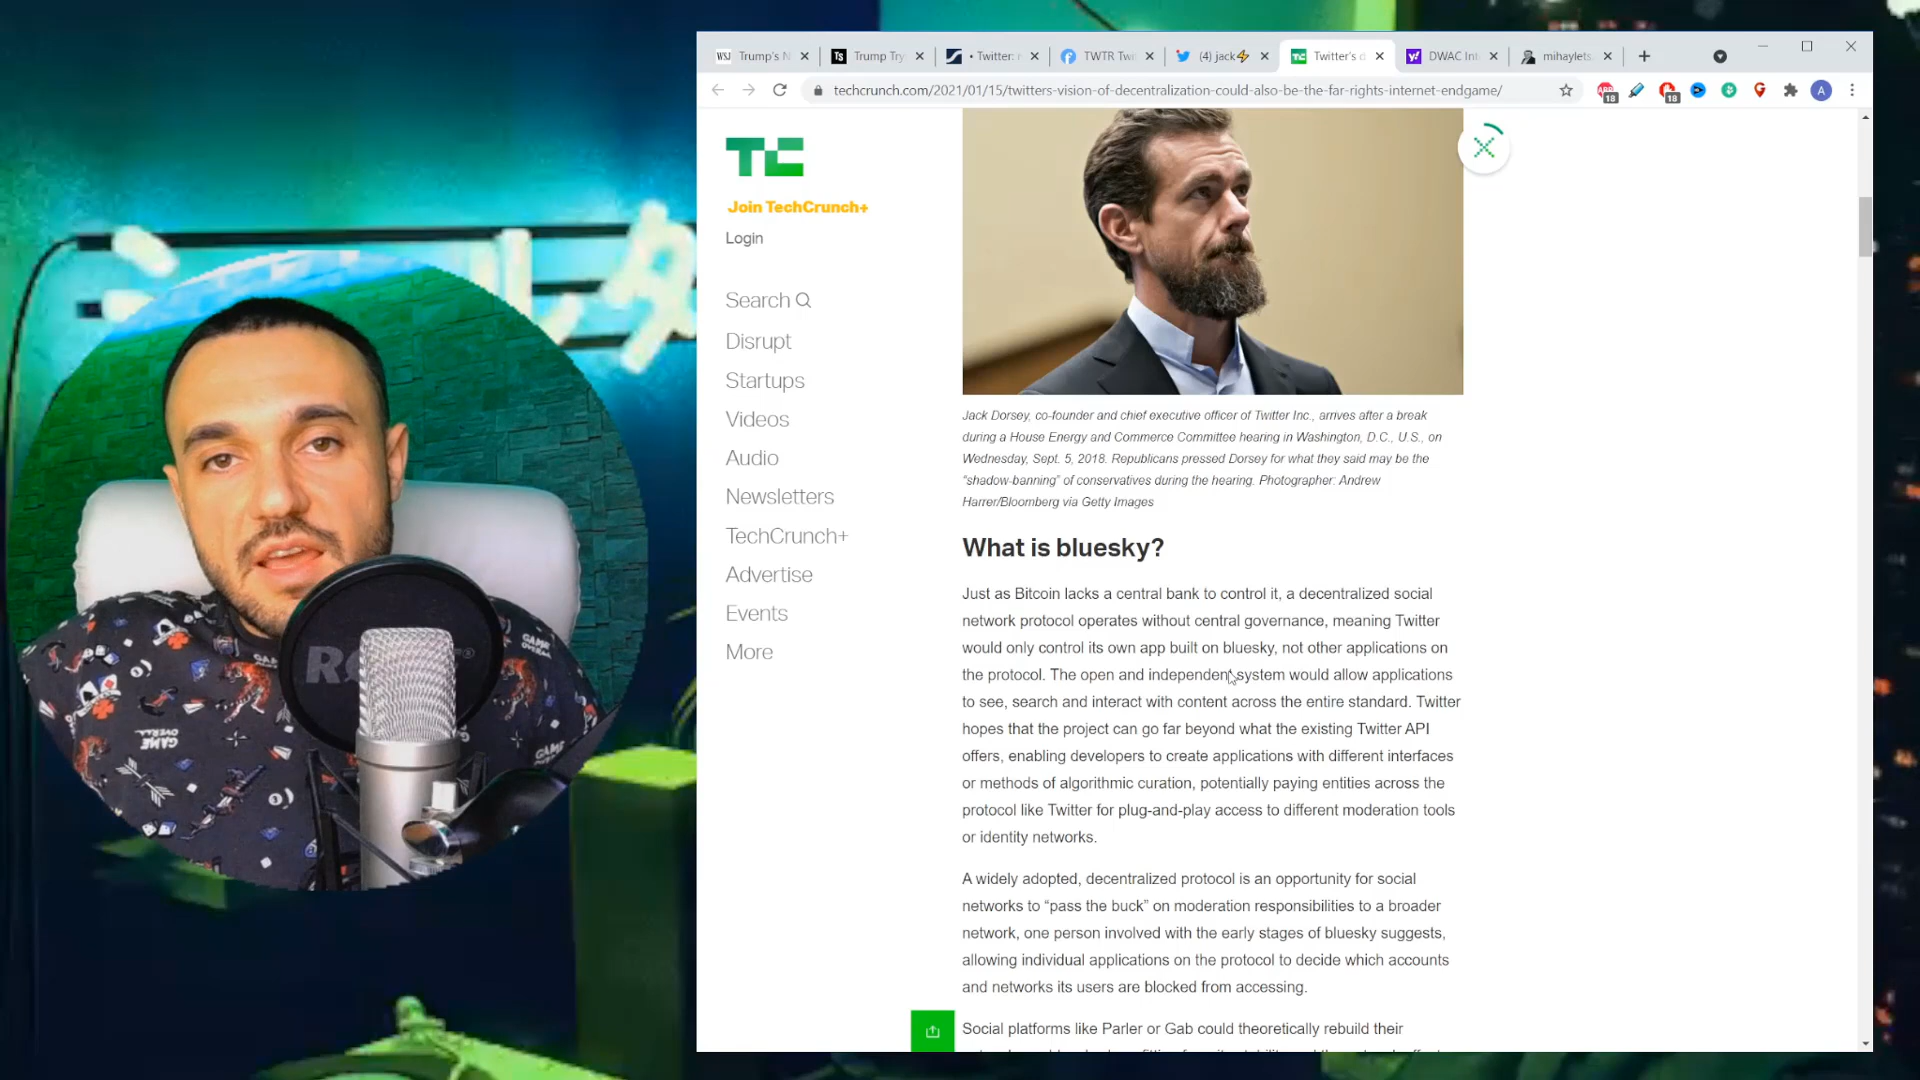 Trump's N
Trump Try
• Twitter: r
TWTR Tw
(4) jack⚡
Twitter's d
DWAC Int
mihaylets.
techcrunch.com/2021/01/15/twitters-vision-of-decentralization-could-also-be-the-far-rights-internet-endgame/
18
18
A
TC
Join TechCrunch+
Login
Search
Disrupt
Startups
Videos
Audio
Newsletters
TechCrunch+
Advertise
Events
More
Jack Dorsey, co-founder and chief executive officer of Twitter Inc., arrives after a break
during a House Energy and Commerce Committee hearing in Washington, D.C., U.S., on
Wednesday, Sept. 5, 2018. Republicans pressed Dorsey for what they said may be the
“shadow-banning” of conservatives during the hearing. Photographer: Andrew
Harrer/Bloomberg via Getty Images
What is bluesky?
Just as Bitcoin lacks a central bank to control it, a decentralized social
network protocol operates without central governance, meaning Twitter
would only control its own app built on bluesky, not other applications on
the protocol. The open and independent system would allow applications
to see, search and interact with content across the entire standard. Twitter
hopes that the project can go far beyond what the existing Twitter API
offers, enabling developers to create applications with different interfaces
or methods of algorithmic curation, potentially paying entities across the
protocol like Twitter for plug-and-play access to different moderation tools
or identity networks.
A widely adopted, decentralized protocol is an opportunity for social
networks to “pass the buck” on moderation responsibilities to a broader
network, one person involved with the early stages of bluesky suggests,
allowing individual applications on the protocol to decide which accounts
and networks its users are blocked from accessing.
Social platforms like Parler or Gab could theoretically rebuild their